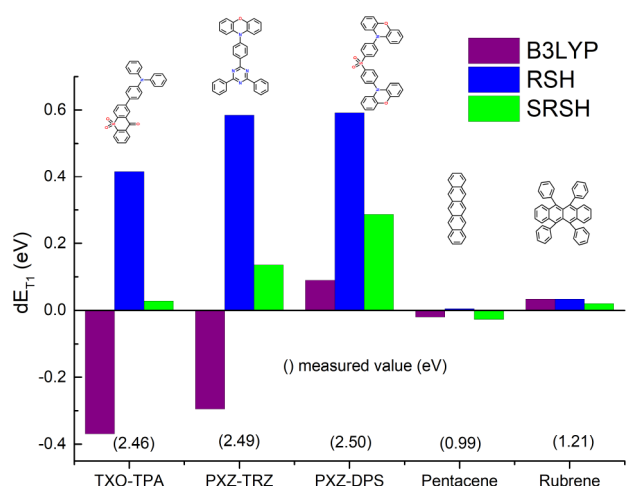 B3LYP
RSH
SRSH
dE_T1 (eV)
0.6
0.4
0.2
0.0
-0.2
-0.4
() measured value (eV)
(2.46) (2.49) (2.50) (0.99) (1.21)
TXO-TPA PXZ-TRZ PXZ-DPS Pentacene Rubrene